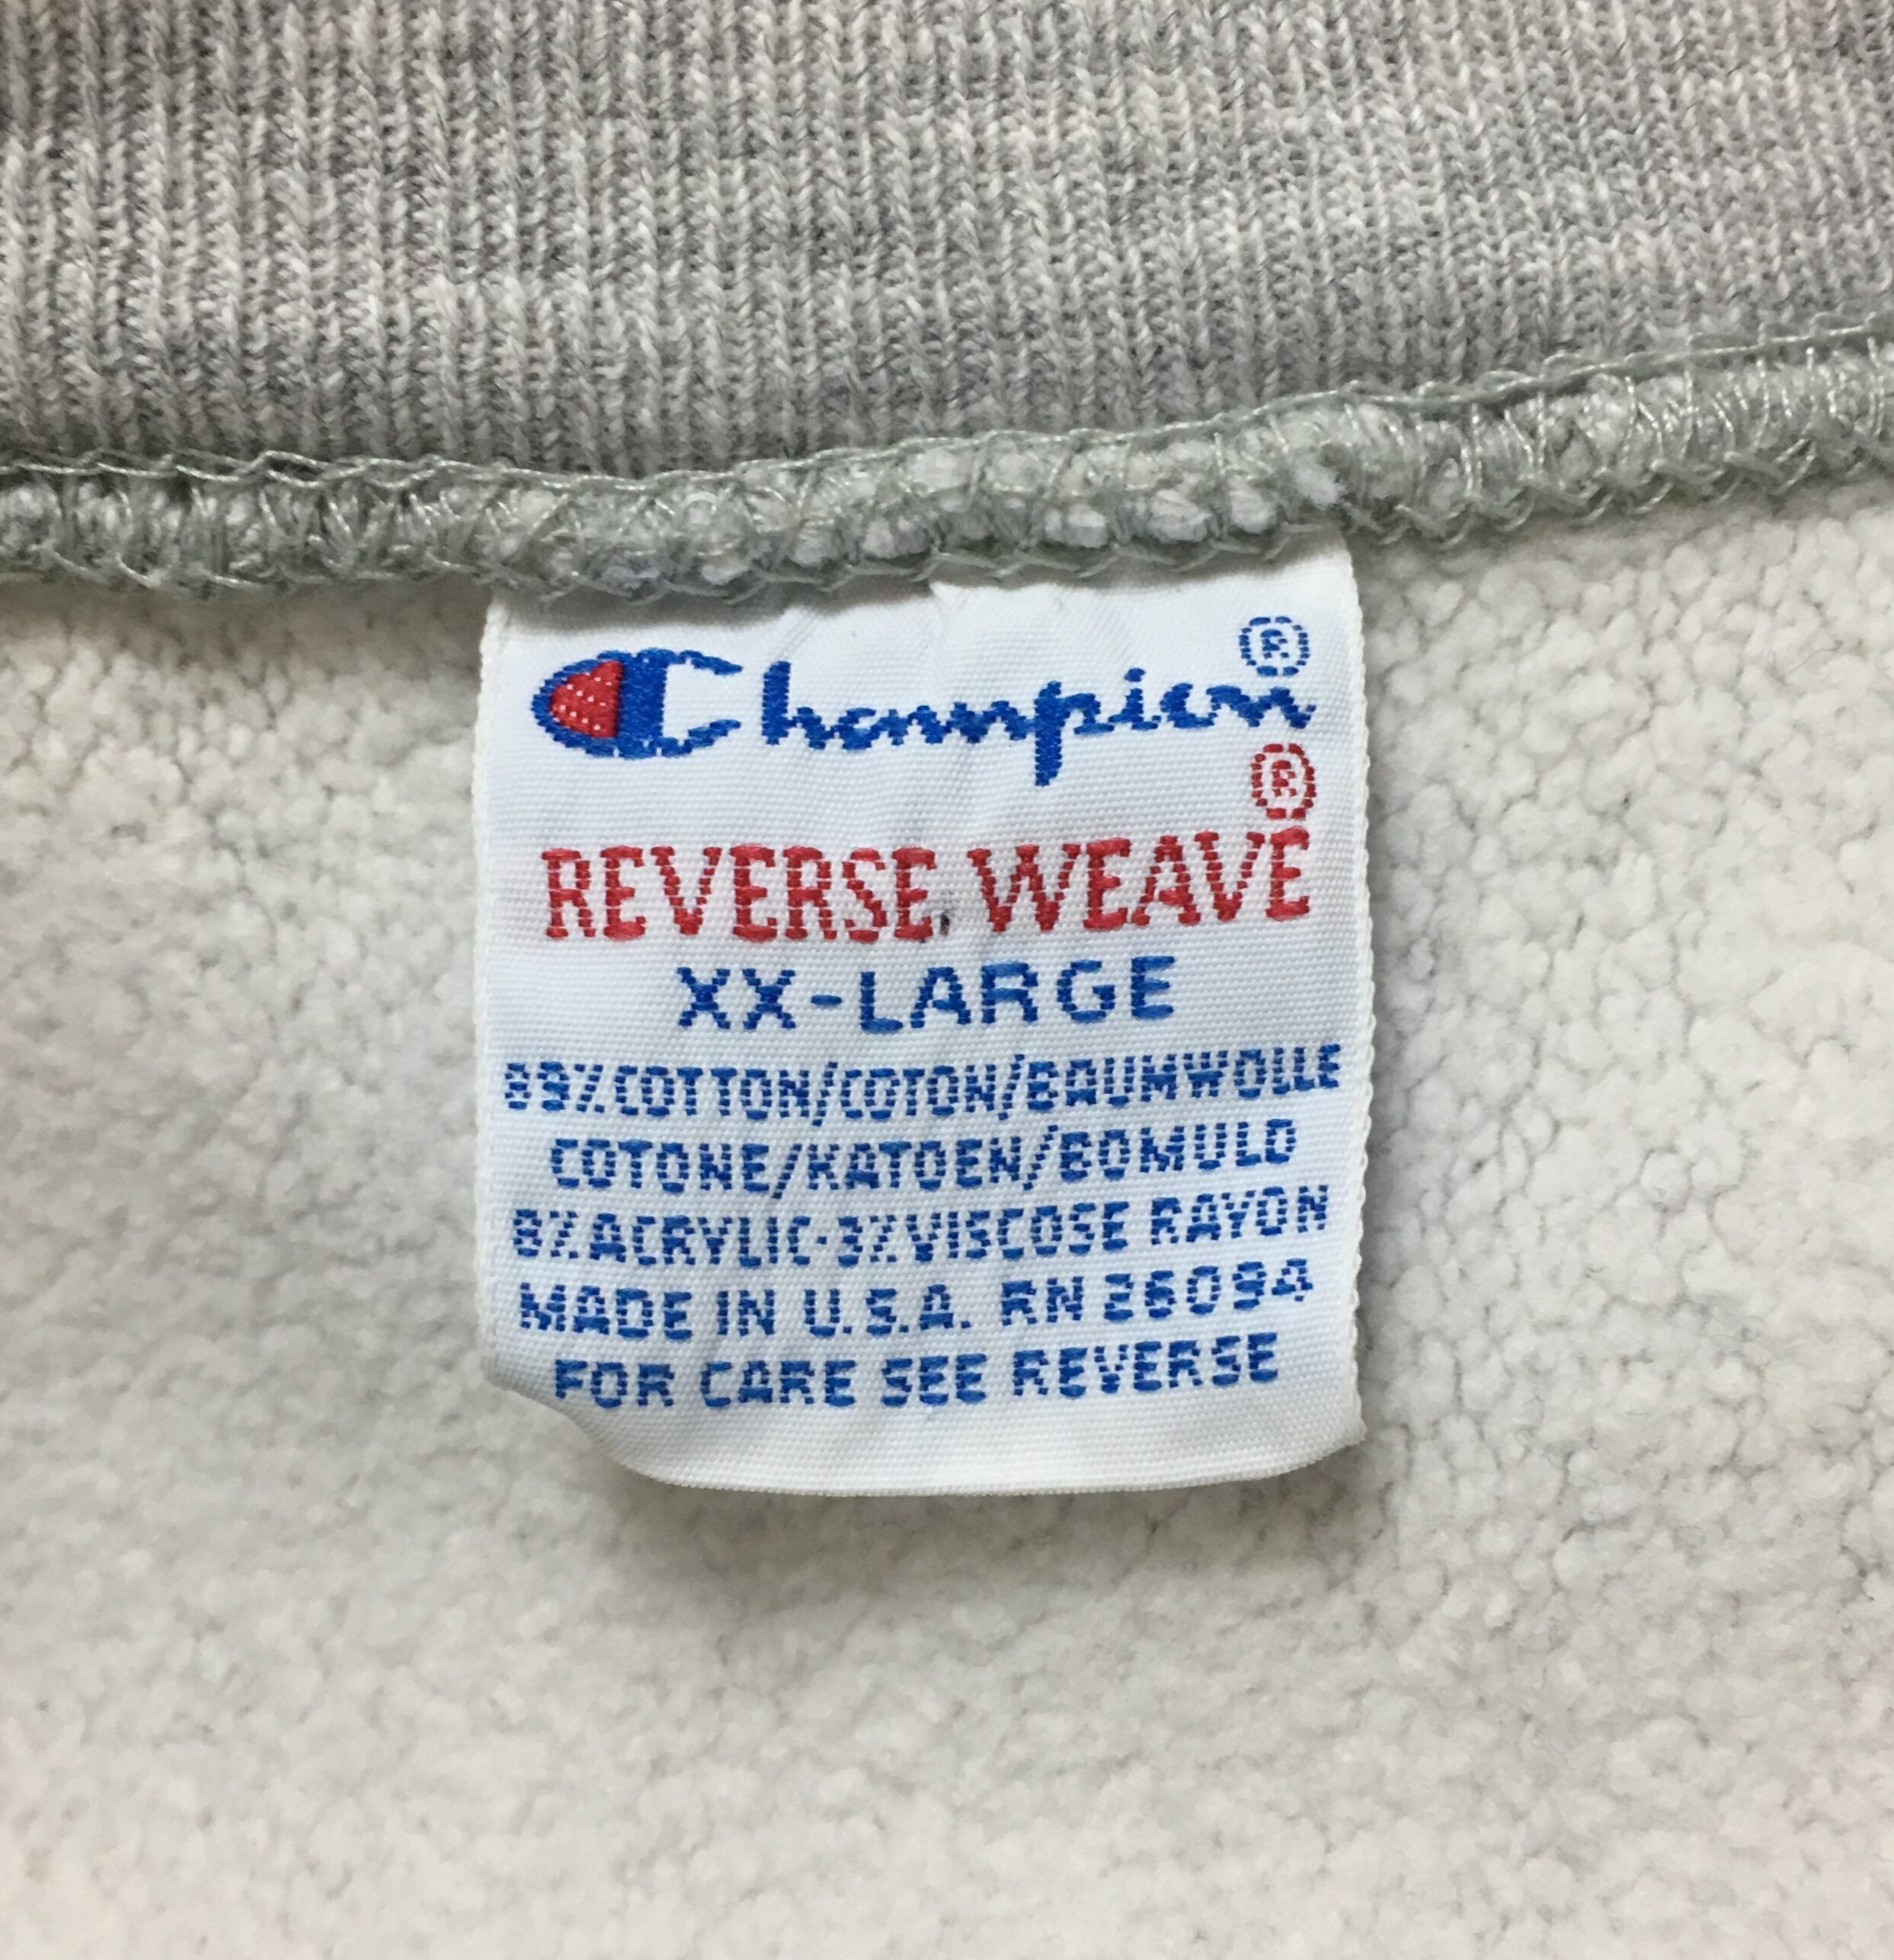 Champion®
REVERSE WEAVE®
XX-LARGE
89%COTTON/COTON/BAUMWOLLE
COTONE/KATOEN/BOMULD
8%ACRYLIC·3%VISCOSE RAYON
MADE IN U.S.A. RN 26094
FOR CARE SEE REVERSE